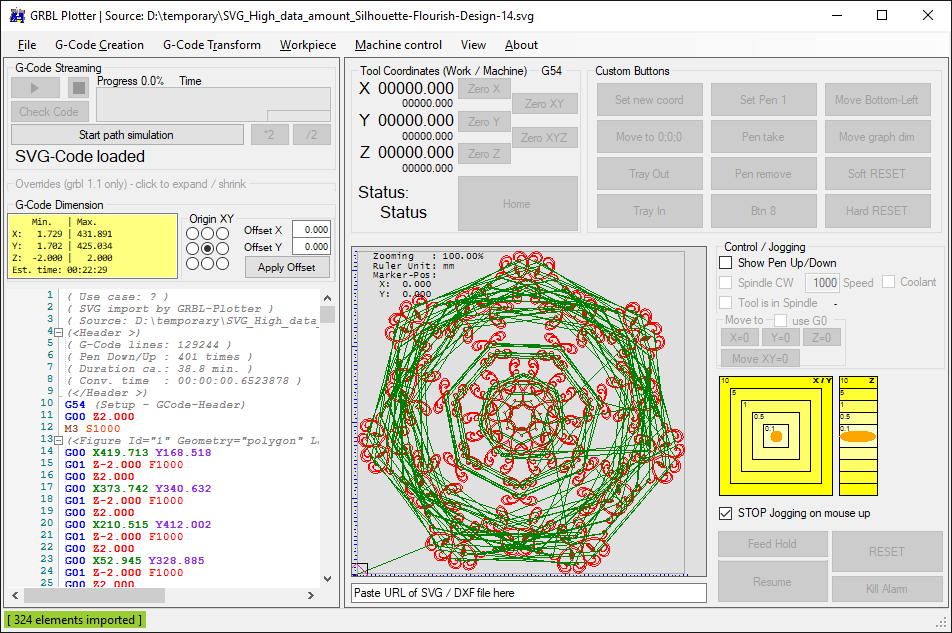 GRBL Plotter | Source: D:\temporary\SVG_High_data_amount_Silhouette-Flourish-Design-14.svg
File G-Code Creation G-Code Transform Workpiece Machine control View About
G-Code Streaming
Progress 0.0% Time
Check Code
Start path simulation ^2 /2
SVG-Code loaded
Overrides (grbl 1.1 only) - click to expand / shrink
G-Code Dimension
Min. | Max.
X: 1.729 | 431.891
Y: 1.702 | 425.034
Z: -2.000 | 2.000
Est. time: 00:22:29
Origin XY
Offset X 0.000
Offset Y 0.000
Apply Offset
1 ( Use case: ? )
2 ( SVG import by GRBL-Plotter )
3 ( Source: D:\temporary\SVG_High_data_
4 (<Header >)
5 ( G-Code lines: 129244 )
6 ( Pen Down/Up : 401 times )
7 ( Duration ca.: 38.8 min. )
8 ( Conv. time : 00:00:00.6523878 )
9 (</Header >)
10 G54 (Setup - GCode-Header)
11 G00 Z2.000
12 M3 S1000
13 (<Figure Id="1" Geometry="polygon" La
14 G00 X419.713 Y168.518
15 G01 Z-2.000 F1000
16 G00 Z2.000
17 G00 X373.742 Y340.632
18 G01 Z-2.000 F1000
19 G00 Z2.000
20 G00 X210.515 Y412.002
21 G01 Z-2.000 F1000
22 G00 Z2.000
23 G00 X52.945 Y328.885
24 G01 Z-2.000 F1000
25 G00 Z2.000
[ 324 elements imported ]
Tool Coordinates (Work / Machine) G54
X 00000.000 Zero X
00000.000 Zero XY
Y 00000.000 Zero Y
00000.000 Zero XYZ
Z 00000.000 Zero Z
00000.000
Status:
Status
Home
Custom Buttons
Set new coord Set Pen 1 Move Bottom-Left
Move to 0;0;0 Pen take Move graph dim
Tray Out Pen remove Soft RESET
Tray In Btn 8 Hard RESET
Zooming : 100.00%
Ruler Unit: mm
Marker-Pos:
X: 0.000
Y: 0.000
Paste URL of SVG / DXF file here
Control / Jogging
Show Pen Up/Down
Spindle CW 1000 Speed Coolant
Tool is in Spindle -
Move to use G0
X=0 Y=0 Z=0
Move XY=0
10 X/Y 10 Z
5 5
1 1
0.5 0.5
0.1 0.1
STOP Jogging on mouse up
Feed Hold RESET
Resume Kill Alarm